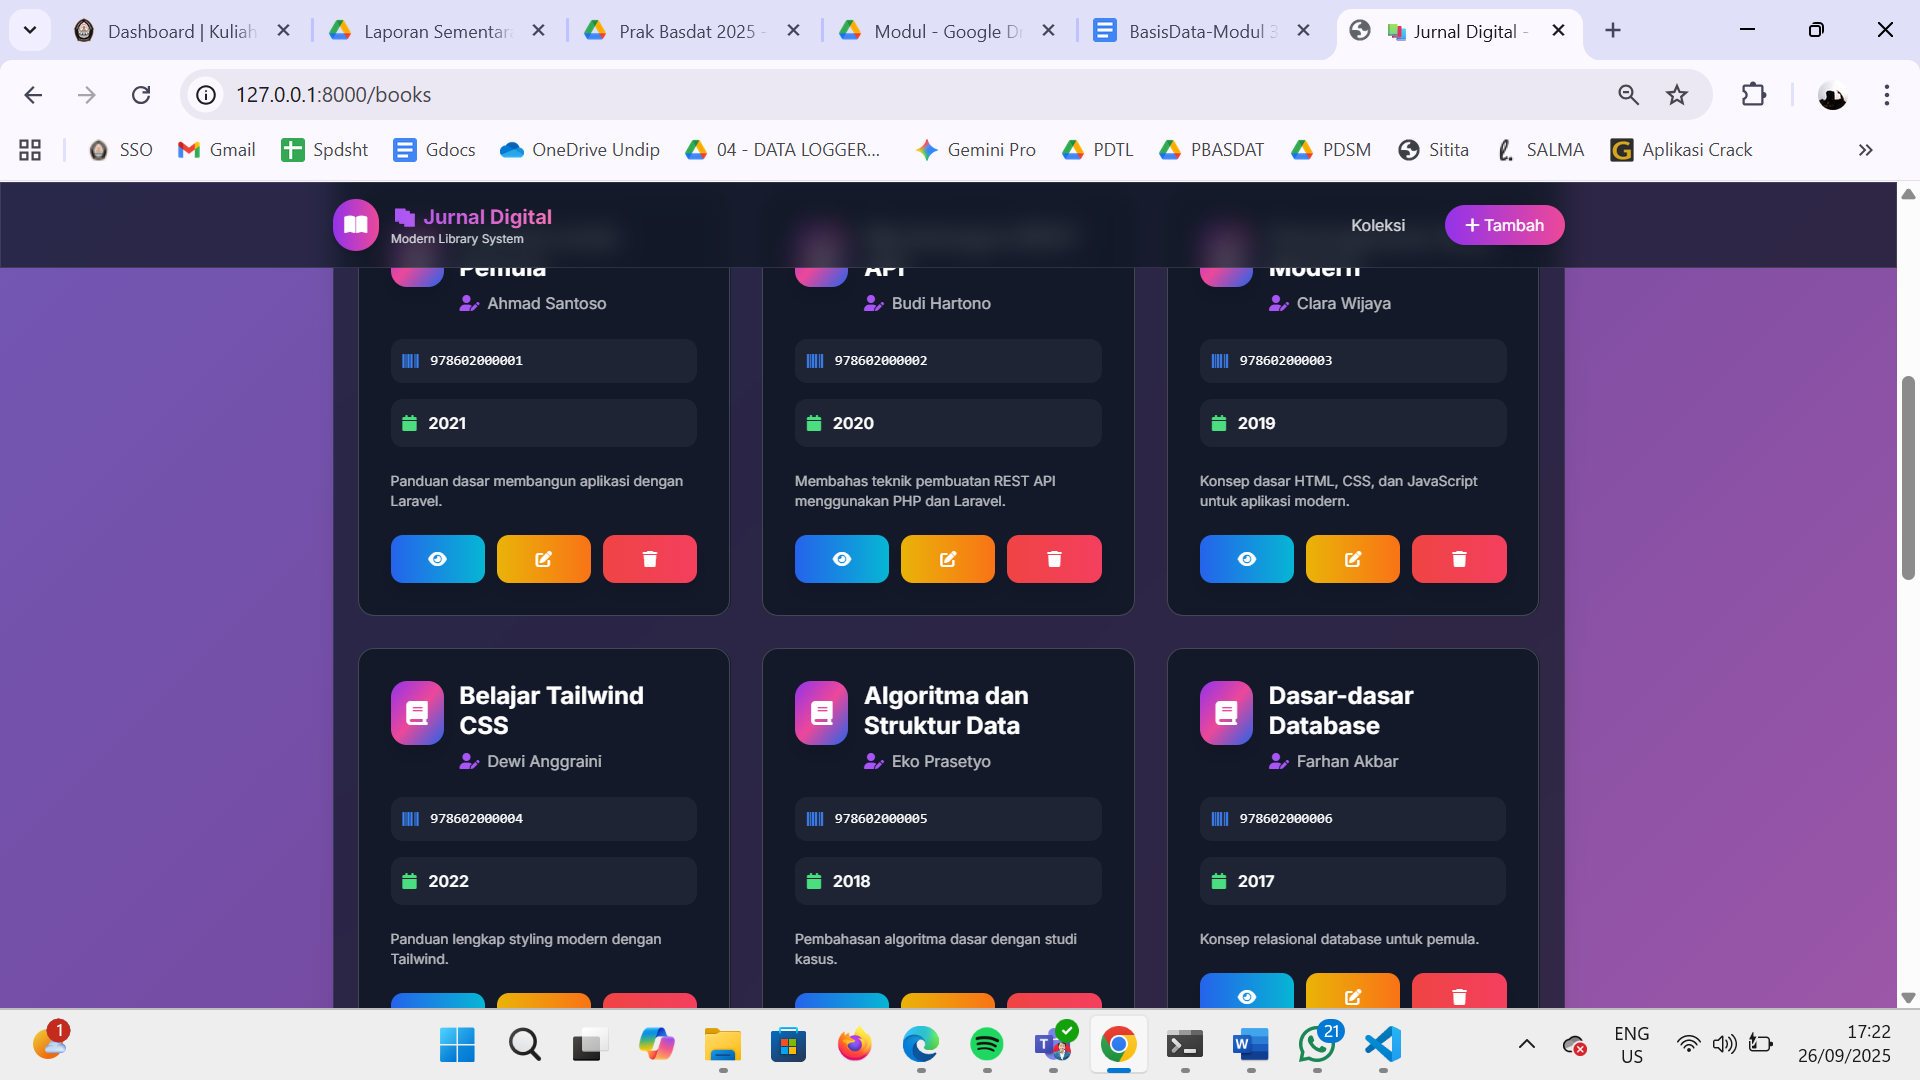 Dashboard | Kuliah
Laporan Sementara
Prak Basdat 2025 -
Modul - Google Dr
BasisData-Modul 3
Jurnal Digital -
127.0.0.1:8000/books
SSO
Gmail
Spdsht
Gdocs
OneDrive Undip
04 - DATA LOGGER...
Gemini Pro
PDTL
PBASDAT
PDSM
Sitita
SALMA
Aplikasi Crack
Jurnal Digital
Modern Library System
Koleksi
+ Tambah
Pemula
API
Modern
Ahmad Santoso
Budi Hartono
Clara Wijaya
978602000001
978602000002
978602000003
2021
2020
2019
Panduan dasar membangun aplikasi dengan
Laravel.
Membahas teknik pembuatan REST API
menggunakan PHP dan Laravel.
Konsep dasar HTML, CSS, dan JavaScript
untuk aplikasi modern.
Belajar Tailwind
CSS
Dewi Anggraini
Algoritma dan
Struktur Data
Eko Prasetyo
Dasar-dasar
Database
Farhan Akbar
978602000004
978602000005
978602000006
2022
2018
2017
Panduan lengkap styling modern dengan
Tailwind.
Pembahasan algoritma dasar dengan studi
kasus.
Konsep relasional database untuk pemula.
1
21
ENG
US
17:22
26/09/2025